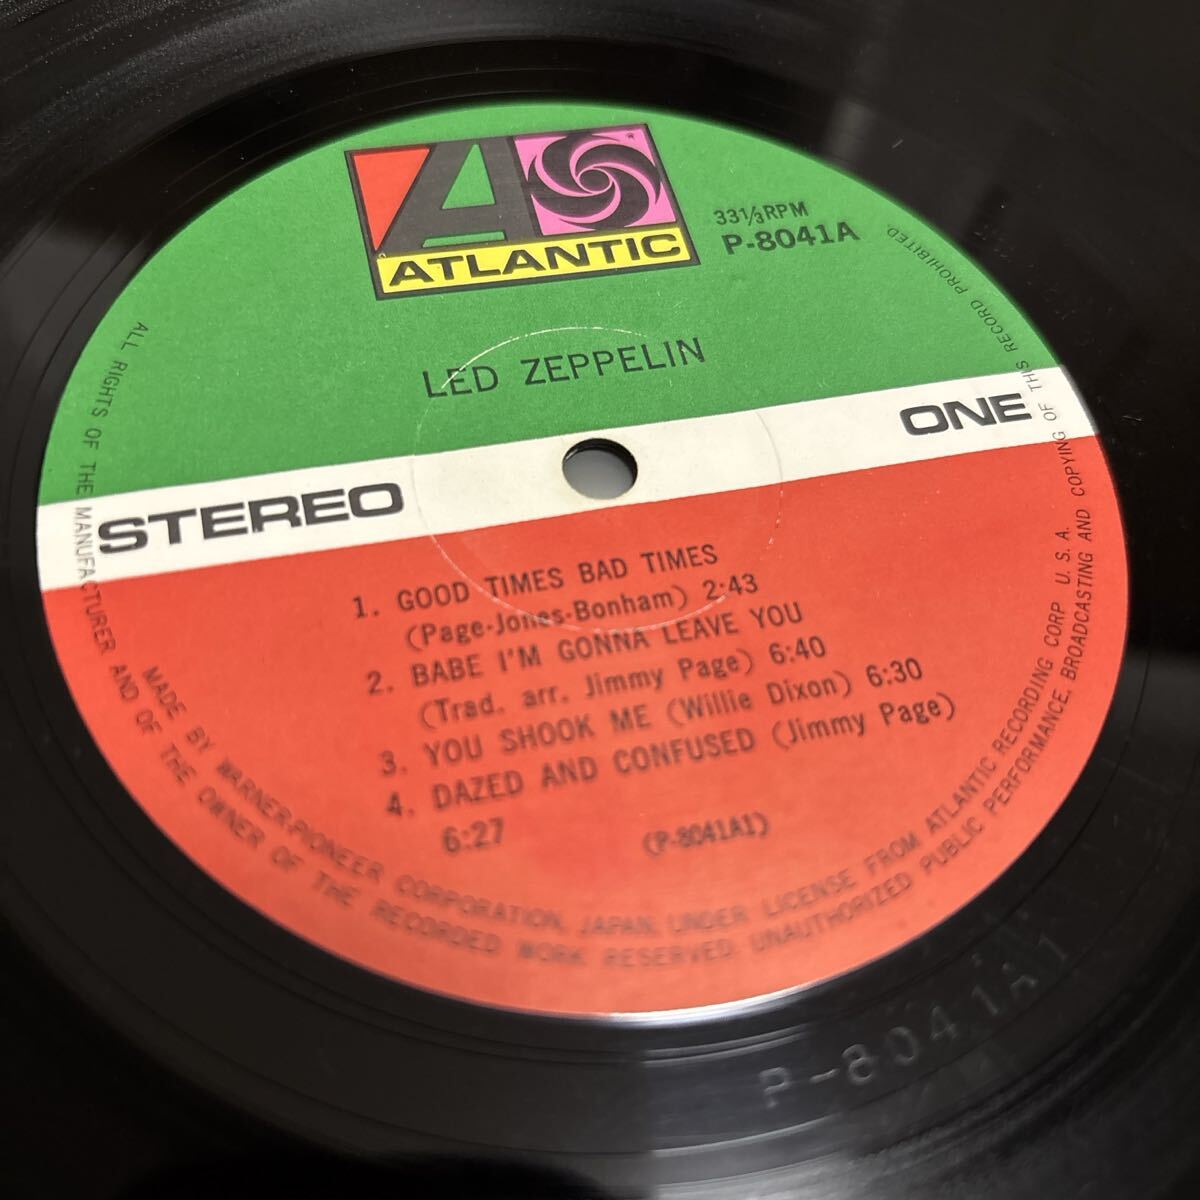 ATLANTIC
®
33 1/3 RPM
P-8041A
LED ZEPPELIN
STEREO
ONE
1. GOOD TIMES BAD TIMES
(Page-Jones-Bonham) 2:43
2. BABE I'M GONNA LEAVE YOU
(Trad. arr. Jimmy Page) 6:40
3. YOU SHOOK ME (Willie Dixon) 6:30
4. DAZED AND CONFUSED (Jimmy Page)
6:27
(P-8041A1)
MADE BY WARNER-PIONEER CORPORATION, JAPAN, UNDER LICENSE FROM ATLANTIC RECORDING CORP U.S.A.
ALL RIGHTS OF THE MANUFACTURER AND OF THE OWNER OF THE RECORDED WORK RESERVED. UNAUTHORIZED PUBLIC PERFORMANCE, BROADCASTING AND COPYING OF THIS RECORD PROHIBITED
P-8041A1